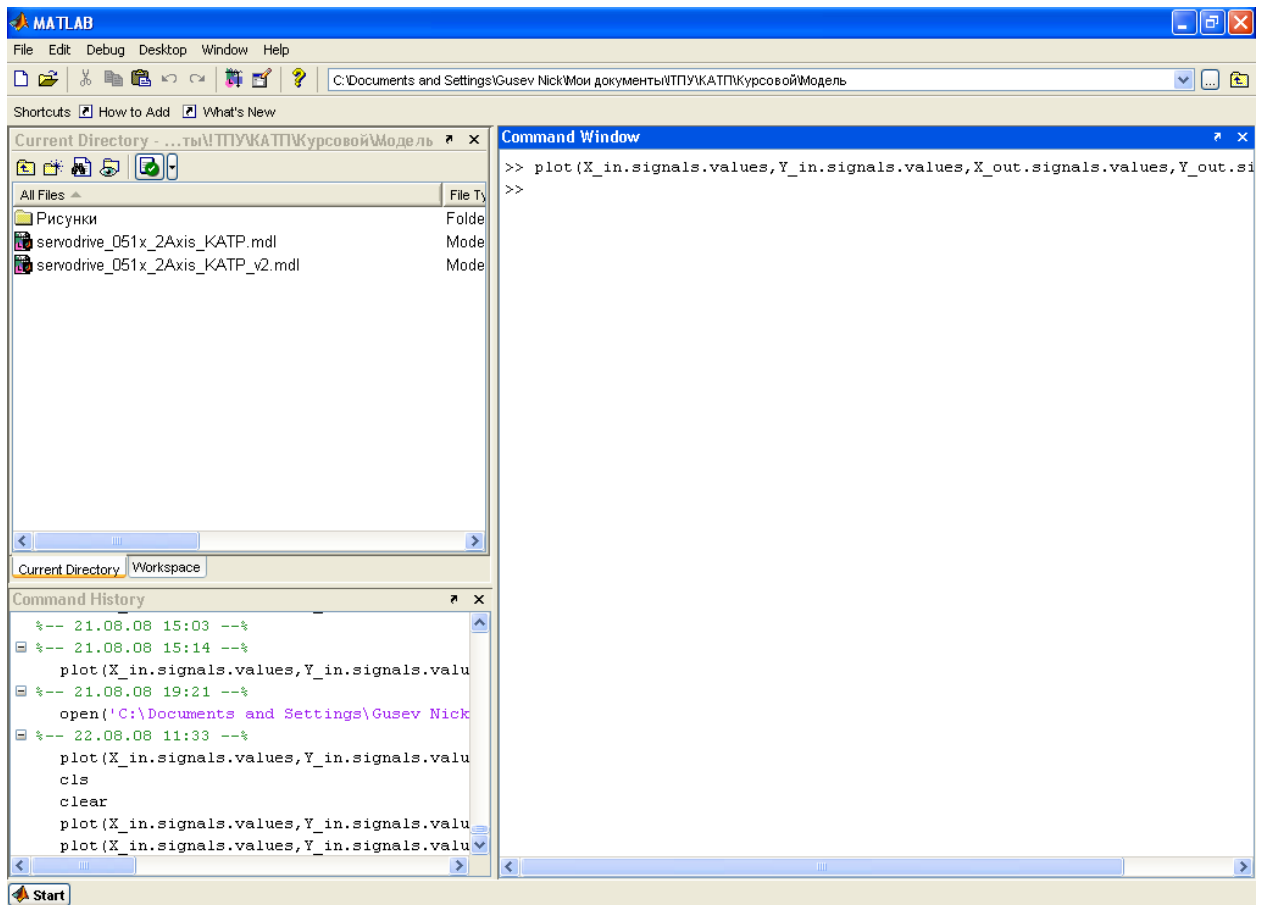 MATLAB
File Edit Debug Desktop Window Help
C:\Documents and Settings\Gusev Nick\Мои документы\!ТПУ\КАТП\Курсовой\Модель
Shortcuts How to Add What's New
Current Directory - ...ты\!ТПУ\КАТП\Курсовой\Модель
All Files File Ty
Рисунки Folde
servodrive_051x_2Axis_KATP.mdl Mode
servodrive_051x_2Axis_KATP_v2.mdl Mode
Current Directory Workspace
Command History
%-- 21.08.08 15:03 --%
%-- 21.08.08 15:14 --%
plot(X_in.signals.values,Y_in.signals.valu
%-- 21.08.08 19:21 --%
open('C:\Documents and Settings\Gusev Nick
%-- 22.08.08 11:33 --%
plot(X_in.signals.values,Y_in.signals.valu
cls
clear
plot(X_in.signals.values,Y_in.signals.valu
plot(X_in.signals.values,Y_in.signals.valu
Command Window
>> plot(X_in.signals.values,Y_in.signals.values,X_out.signals.values,Y_out.si
>>
Start